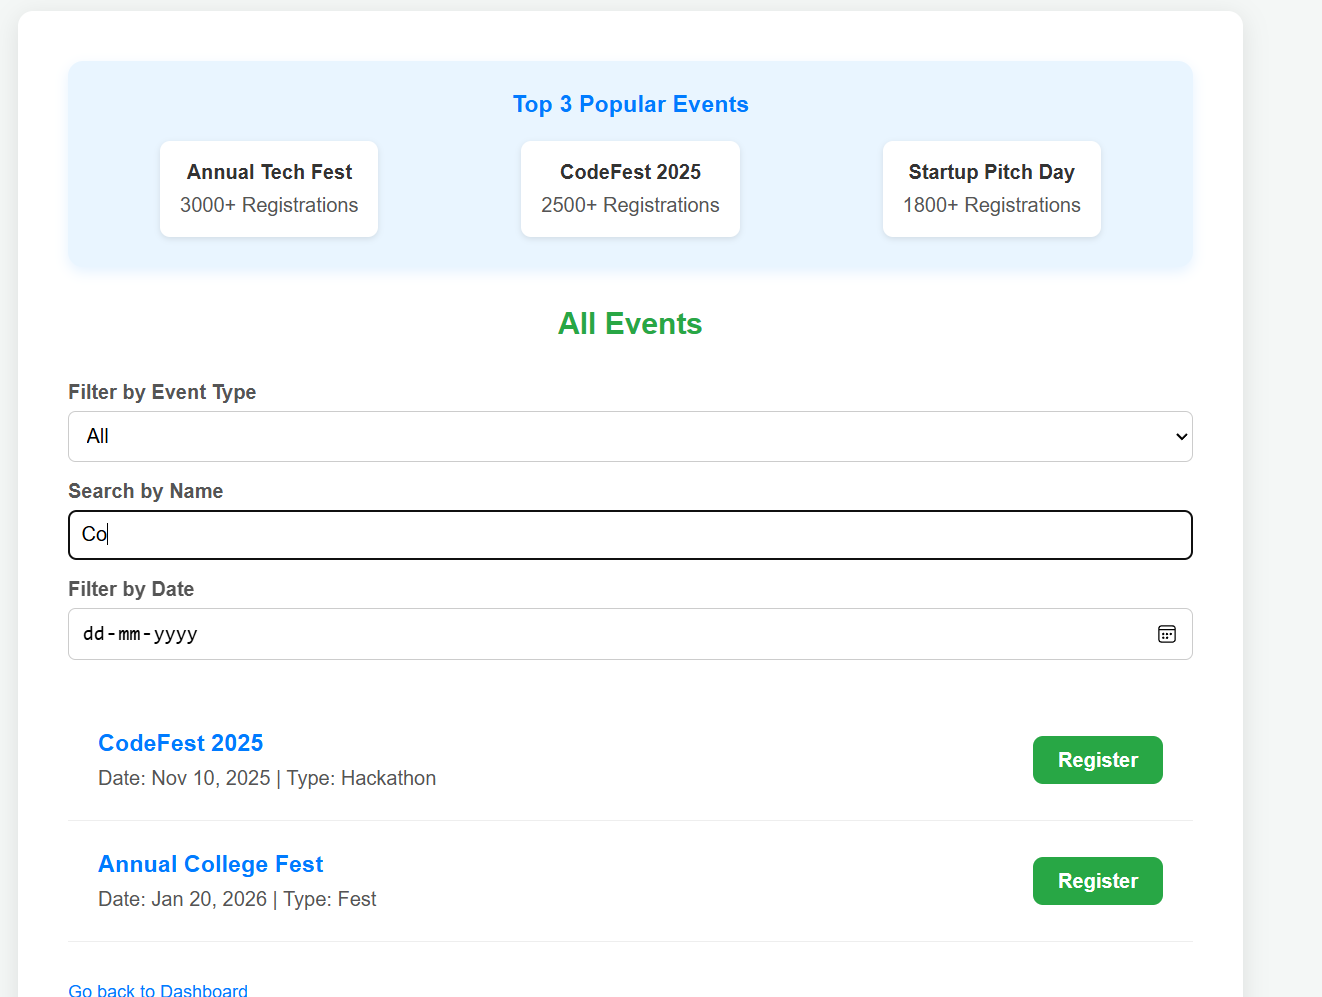 Top 3 Popular Events
Annual Tech Fest
3000+ Registrations
CodeFest 2025
2500+ Registrations
Startup Pitch Day
1800+ Registrations
All Events
Filter by Event Type
All
Search by Name
Co
Filter by Date
dd-mm-yyyy
CodeFest 2025
Date: Nov 10, 2025 | Type: Hackathon
Register
Annual College Fest
Date: Jan 20, 2026 | Type: Fest
Register
Go back to Dashboard